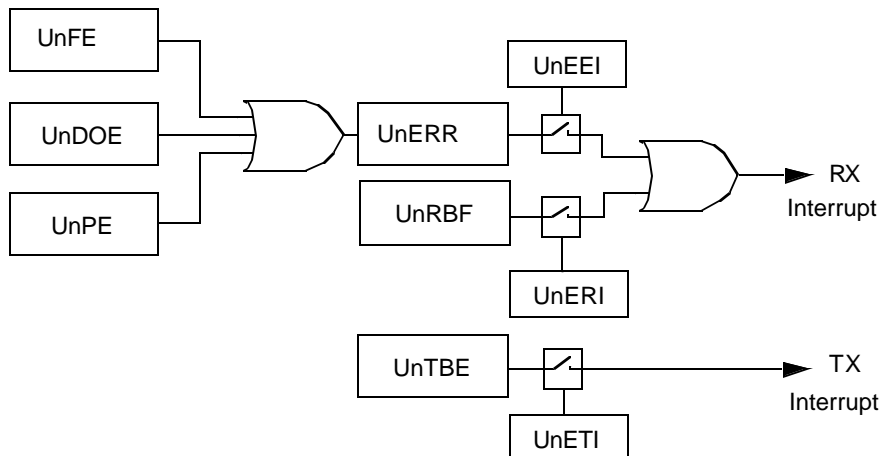 UnFE
UnEEI
UnDOE
UnERR
RX
Interrupt
UnPE
UnRBF
UnERI
UnTBE
TX
Interrupt
UnETI